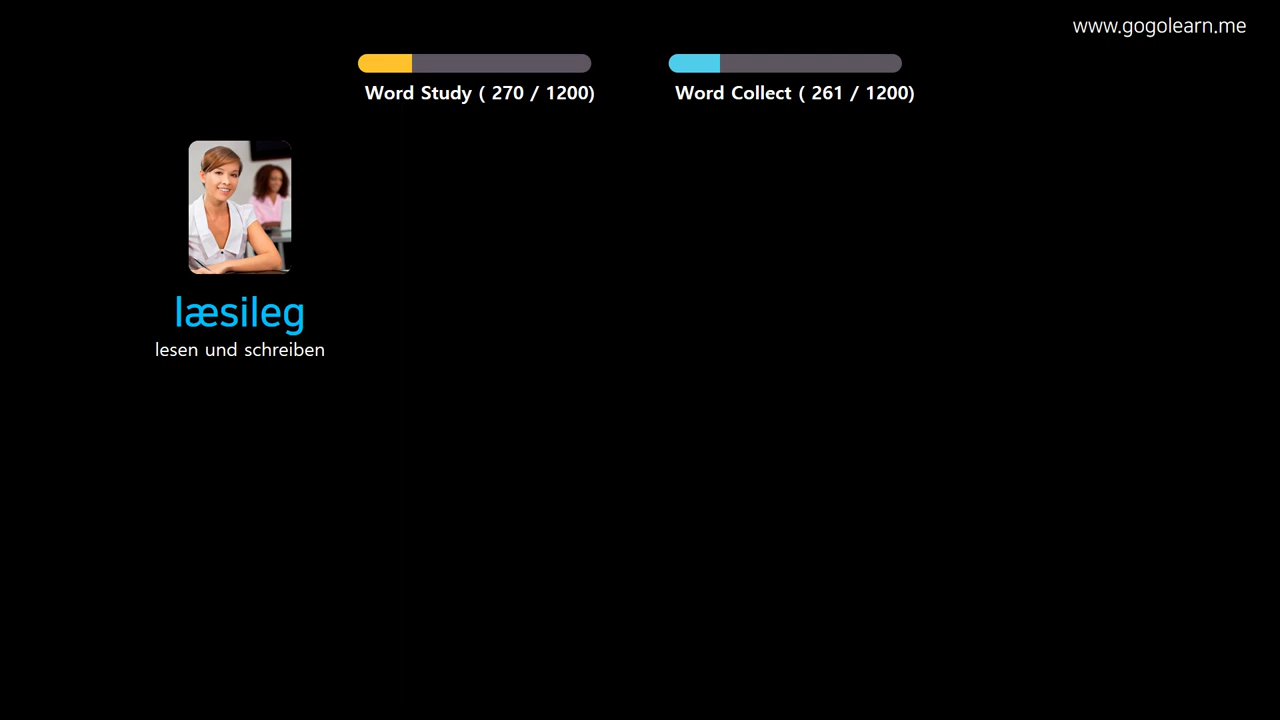 www.gogolearn.me
Word Study ( 270 / 1200)
Word Collect ( 261 / 1200)
læsileg
lesen und schreiben